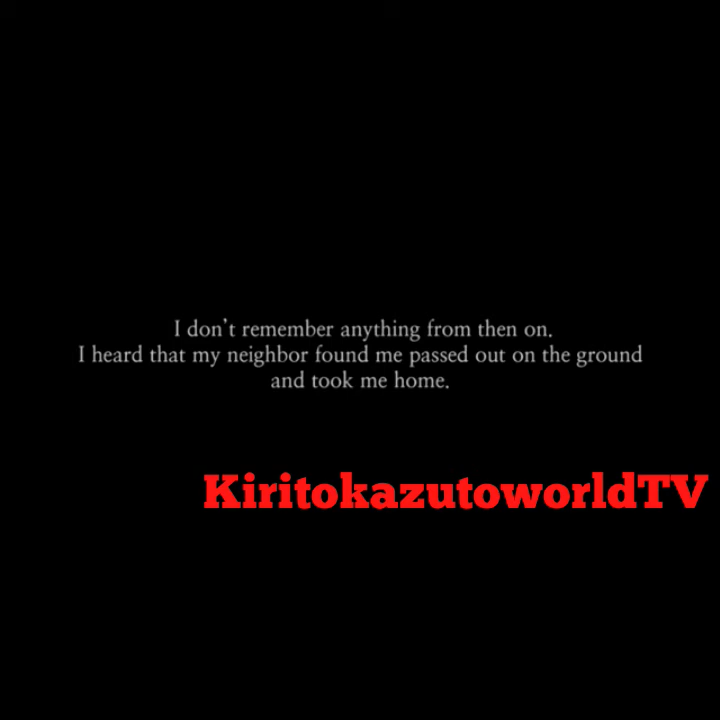 I don't remember anything from then on.
I heard that my neighbor found me passed out on the ground
and took me home.
KiritokazutoworldTV